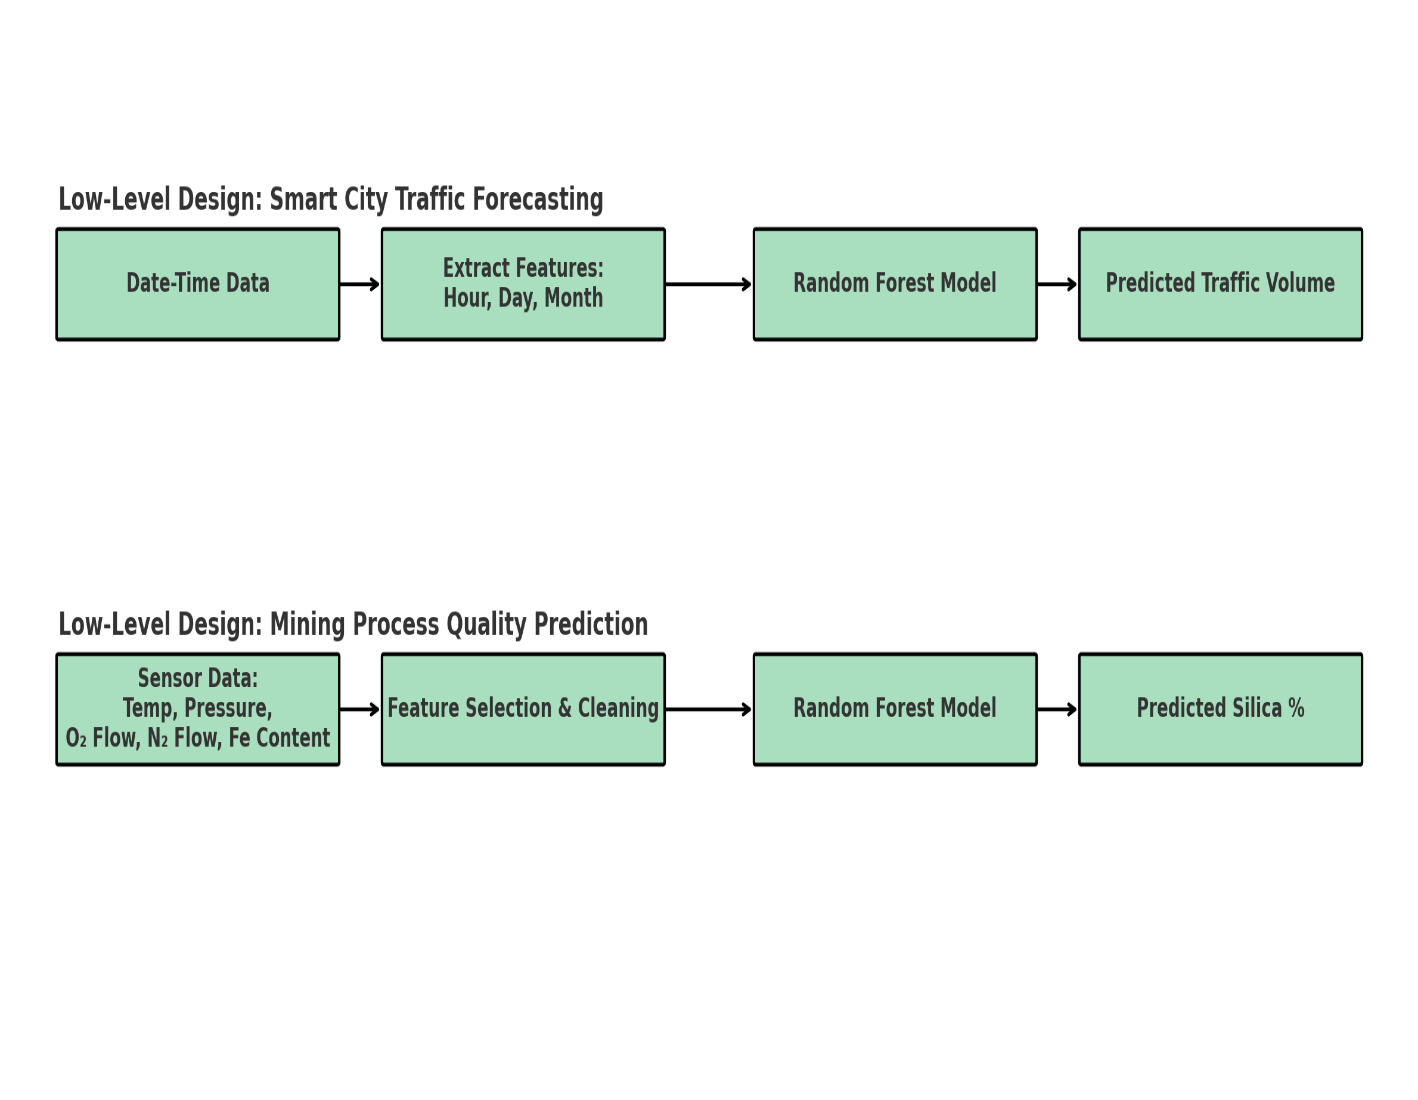 Low-Level Design: Smart City Traffic Forecasting
Date-Time Data
Extract Features:
Hour, Day, Month
Random Forest Model
Predicted Traffic Volume
Low-Level Design: Mining Process Quality Prediction
Sensor Data:
Temp, Pressure,
O₂ Flow, N₂ Flow, Fe Content
Feature Selection & Cleaning
Random Forest Model
Predicted Silica %